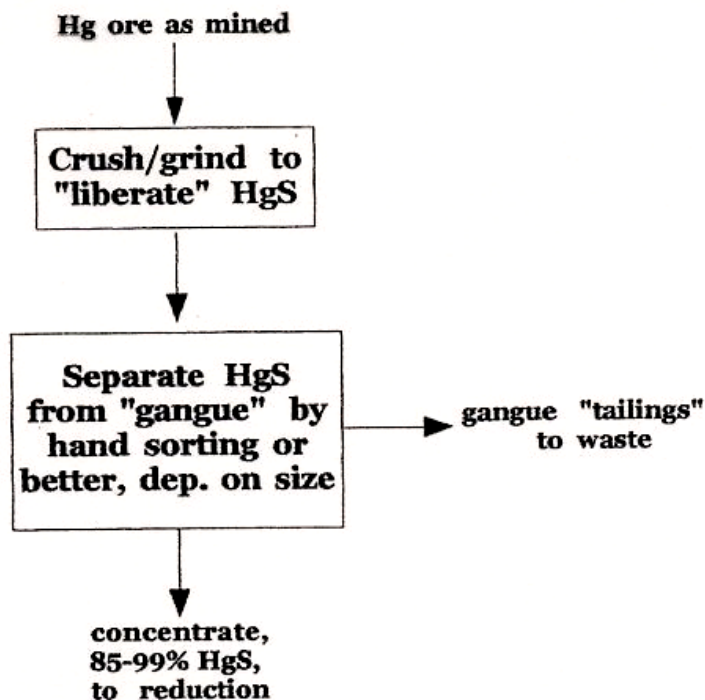 Hg ore as mined
Crush/grind to
"liberate" HgS
Separate HgS
from "gangue" by
hand sorting or
better, dep. on size
gangue "tailings"
to waste
concentrate,
85-99% HgS,
to reduction